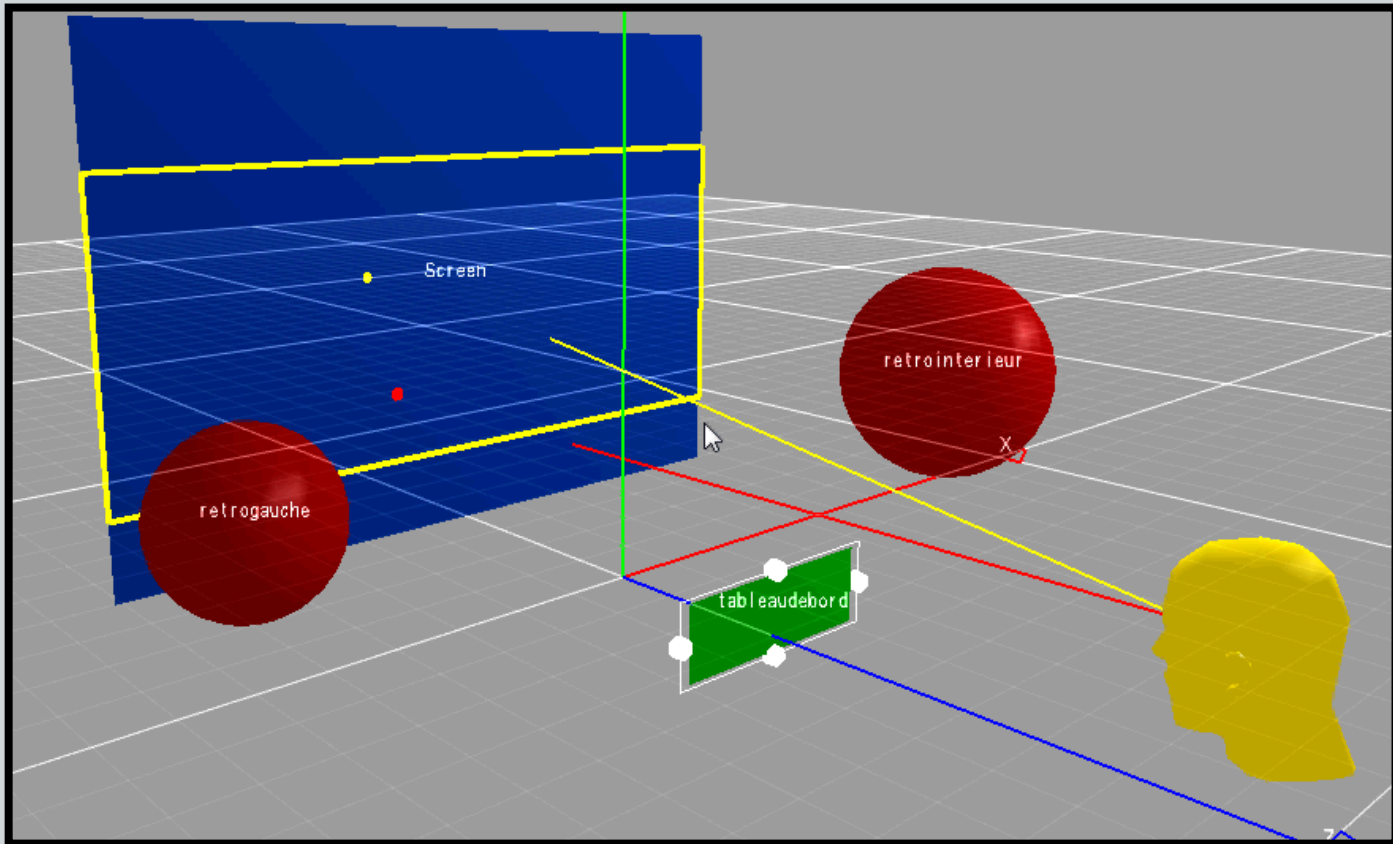 Screen
retrointerieur
X
retrogauche
tableaudebord
Z